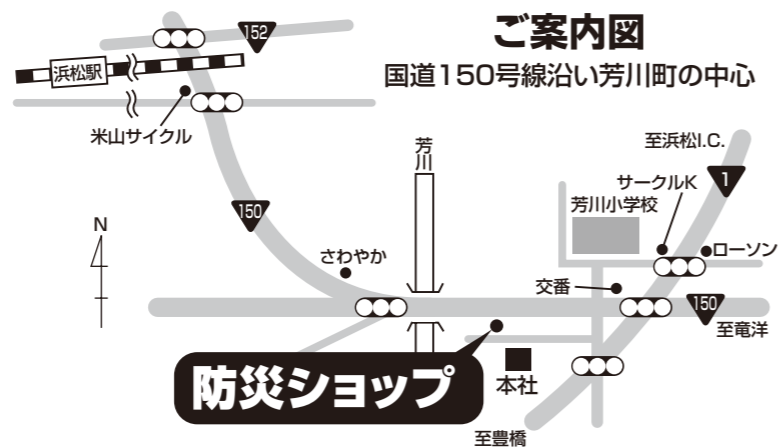 ご案内図
国道150号線沿い芳川町の中心
152
浜松駅
米山サイクル
芳川
至浜松I.C.
1
サークルK
芳川小学校
ローソン
150
N
さわやか
交番
150
至竜洋
防災ショップ
本社
至豊橋